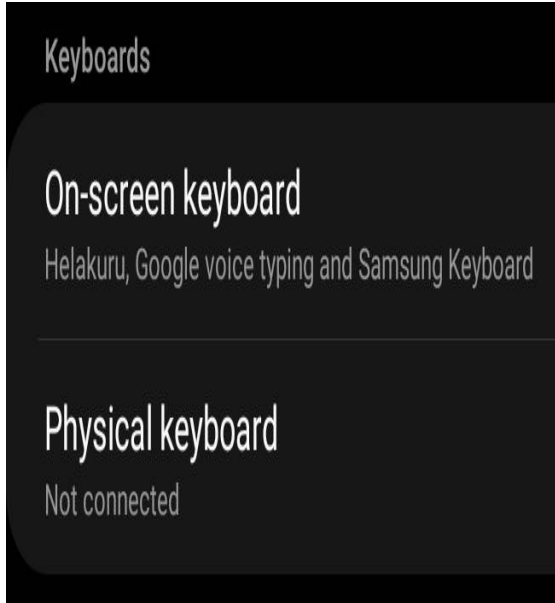 Keyboards
On-screen keyboard
Helakuru, Google voice typing and Samsung Keyboard
Physical keyboard
Not connected